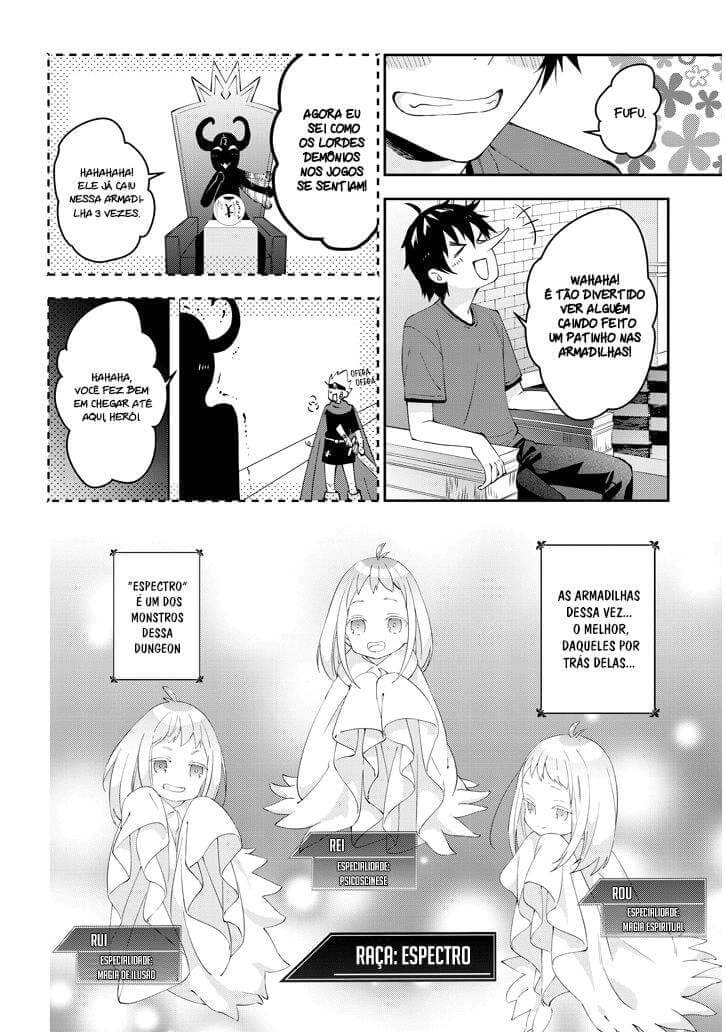 FUFU.
WAHAHA!
É TÃO DIVERTIDO
VER ALGUÉM
CAINDO FEITO
UM PATINHO NAS
ARMADILHAS!
AGORA EU
SEI COMO
OS LORDES
DEMÔNIOS
NOS JOGOS
SE SENTIAM!
HAHAHAHA!
ELE JÁ CAIU
NESSA ARMADI-
LHA 3 VEZES.
OFEGA
OFEGA
HAHAHA,
VOCÊ FEZ BEM
EM CHEGAR ATÉ
AQUI, HERÓI.
AS ARMADILHAS
DESSA VEZ...
O MELHOR,
DAQUELES POR
TRÁS DELAS...
"ESPECTRO"
É UM DOS
MONSTROS
DESSA
DUNGEON
REI
ESPECIALIDADE:
PSICOSCINESE
ROU
ESPECIALIDADE:
MAGIA ESPIRITUAL
RUI
ESPECIALIDADE:
MAGIA DE ILUSÃO
RAÇA: ESPECTRO